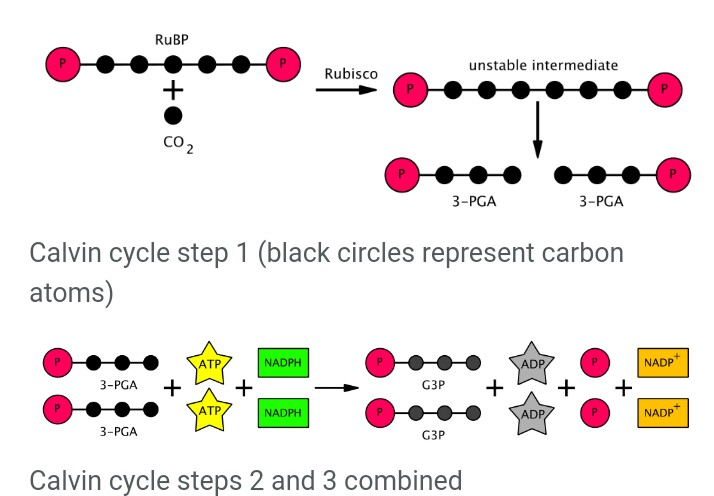 RuBP
P P
+
CO2
Rubisco
unstable intermediate
P P
P P
3-PGA 3-PGA
Calvin cycle step 1 (black circles represent carbon
atoms)
P ATP NADPH P ADP P NADP+
3-PGA G3P
+ + + + +
P ATP NADPH P ADP P NADP+
3-PGA G3P
Calvin cycle steps 2 and 3 combined